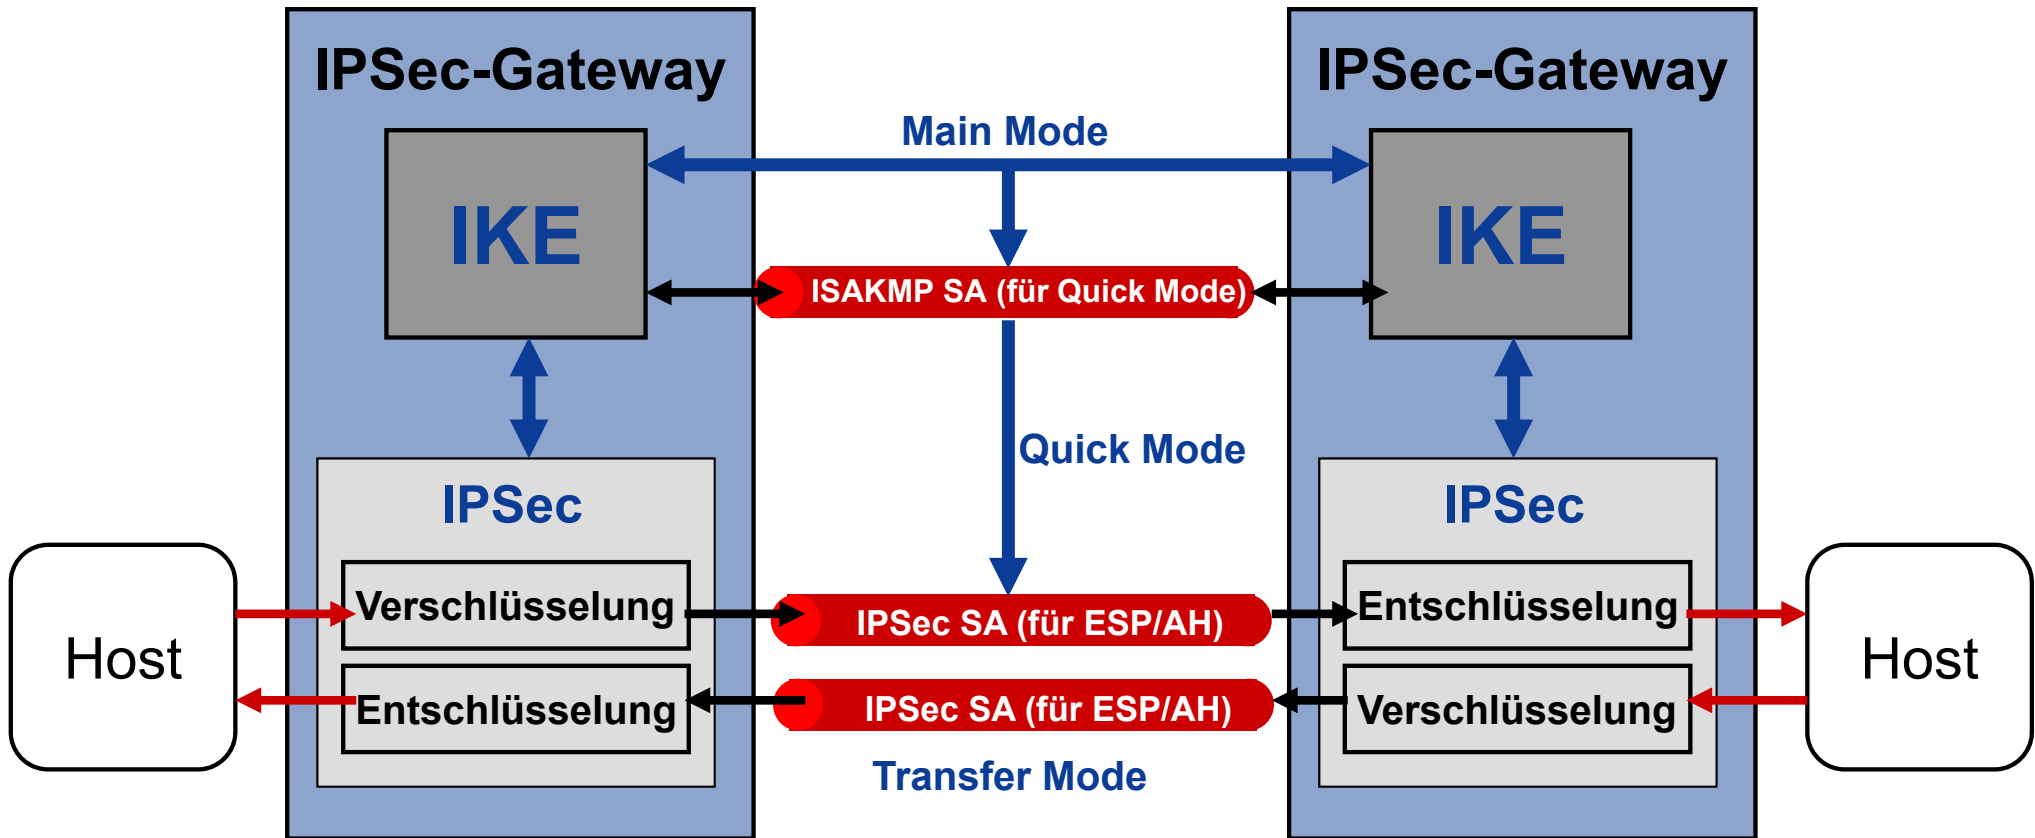 IPSec-Gateway
IPSec-Gateway
Main Mode
IKE
IKE
ISAKMP SA (für Quick Mode)
Quick Mode
IPSec
IPSec
Verschlüsselung
IPSec SA (für ESP/AH)
Entschlüsselung
Host
Host
Entschlüsselung
IPSec SA (für ESP/AH)
Verschlüsselung
Transfer Mode